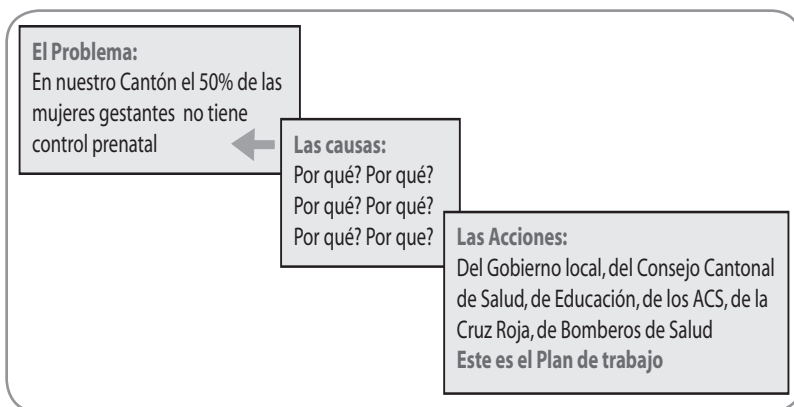 El Problema:
En nuestro Cantón el 50% de las
mujeres gestantes no tiene
control prenatal
Las causas:
Por qué? Por qué?
Por qué? Por qué?
Por qué? Por que?
Las Acciones:
Del Gobierno local, del Consejo Cantonal
de Salud, de Educación, de los ACS, de la
Cruz Roja, de Bomberos de Salud
Este es el Plan de trabajo